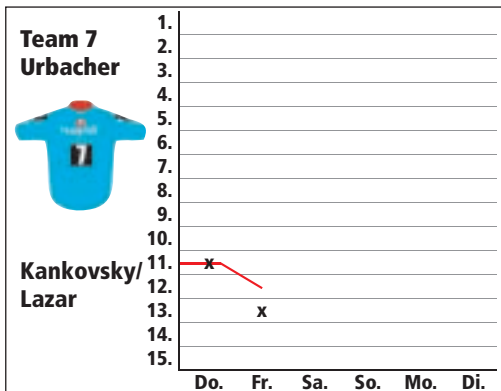 Team 7
Urbacher
7
Kankovsky/
Lazar
1.
2.
3.
4.
5.
6.
7.
8.
9.
10.
11.
12.
13.
14.
15.
x
x
Do. Fr. Sa. So. Mo. Di.